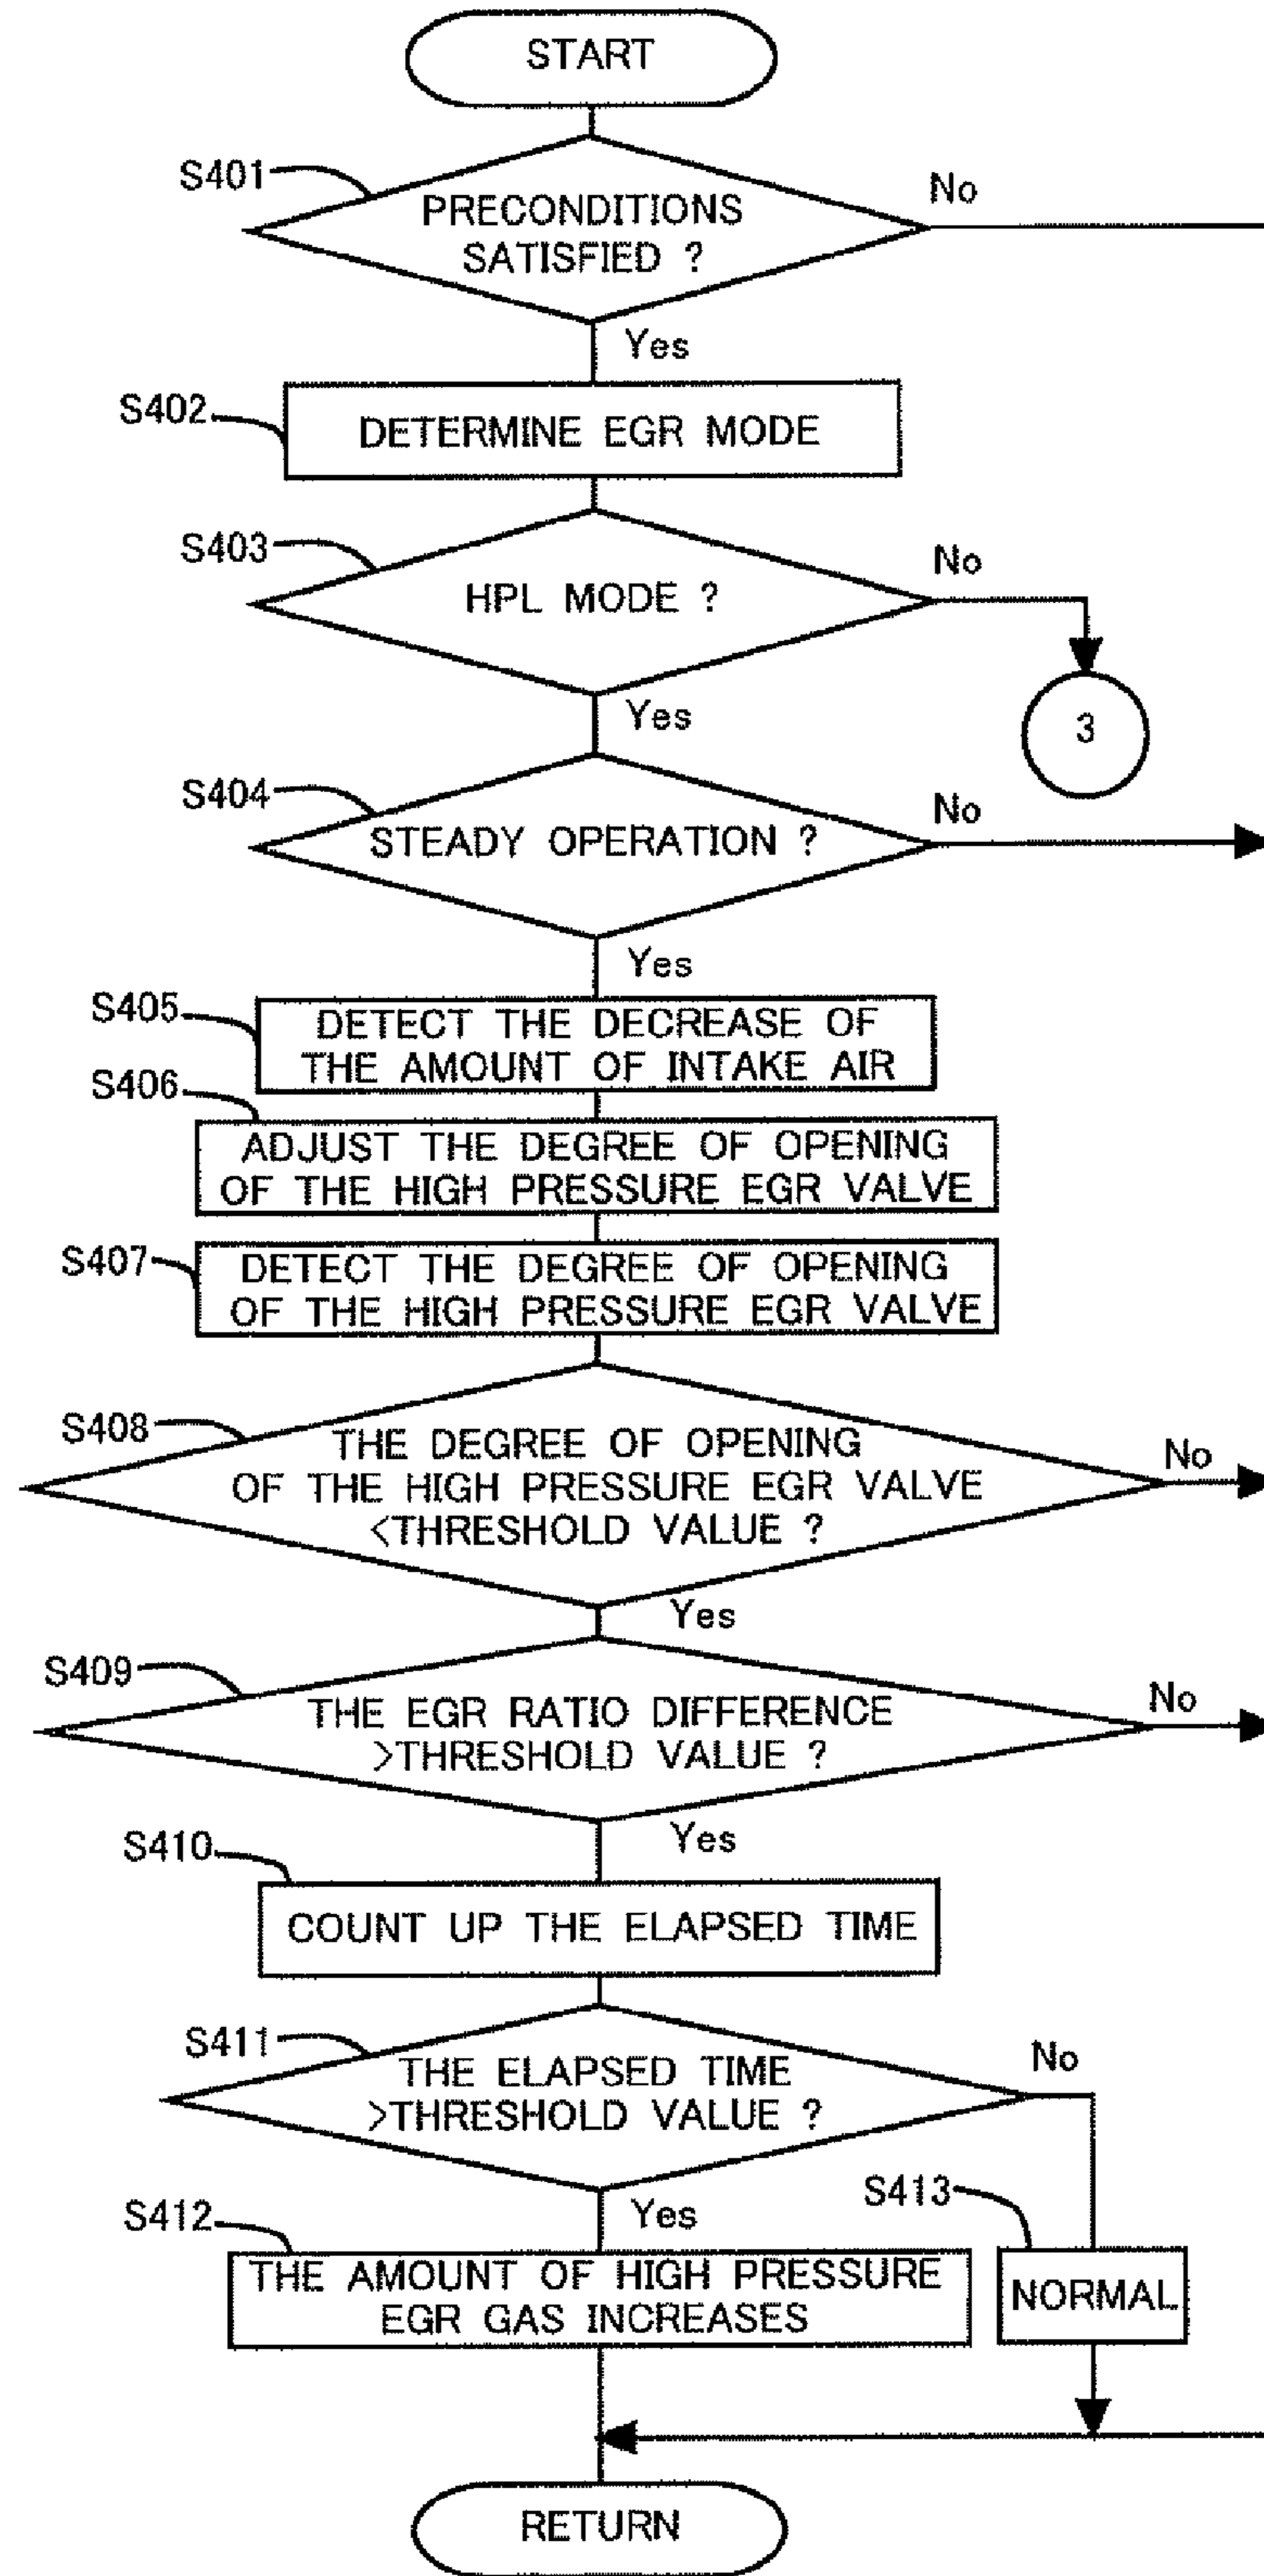 START
S401
PRECONDITIONS
SATISFIED ?
No
Yes
S402
DETERMINE EGR MODE
S403
HPL MODE ?
No
3
Yes
S404
STEADY OPERATION ?
No
Yes
S405
DETECT THE DECREASE OF
THE AMOUNT OF INTAKE AIR
S406
ADJUST THE DEGREE OF OPENING
OF THE HIGH PRESSURE EGR VALVE
S407
DETECT THE DEGREE OF OPENING
OF THE HIGH PRESSURE EGR VALVE
S408
THE DEGREE OF OPENING
OF THE HIGH PRESSURE EGR VALVE
<THRESHOLD VALUE ?
No
Yes
S409
THE EGR RATIO DIFFERENCE
>THRESHOLD VALUE ?
No
Yes
S410
COUNT UP THE ELAPSED TIME
S411
THE ELAPSED TIME
>THRESHOLD VALUE ?
No
Yes
S412
THE AMOUNT OF HIGH PRESSURE
EGR GAS INCREASES
S413
NORMAL
RETURN